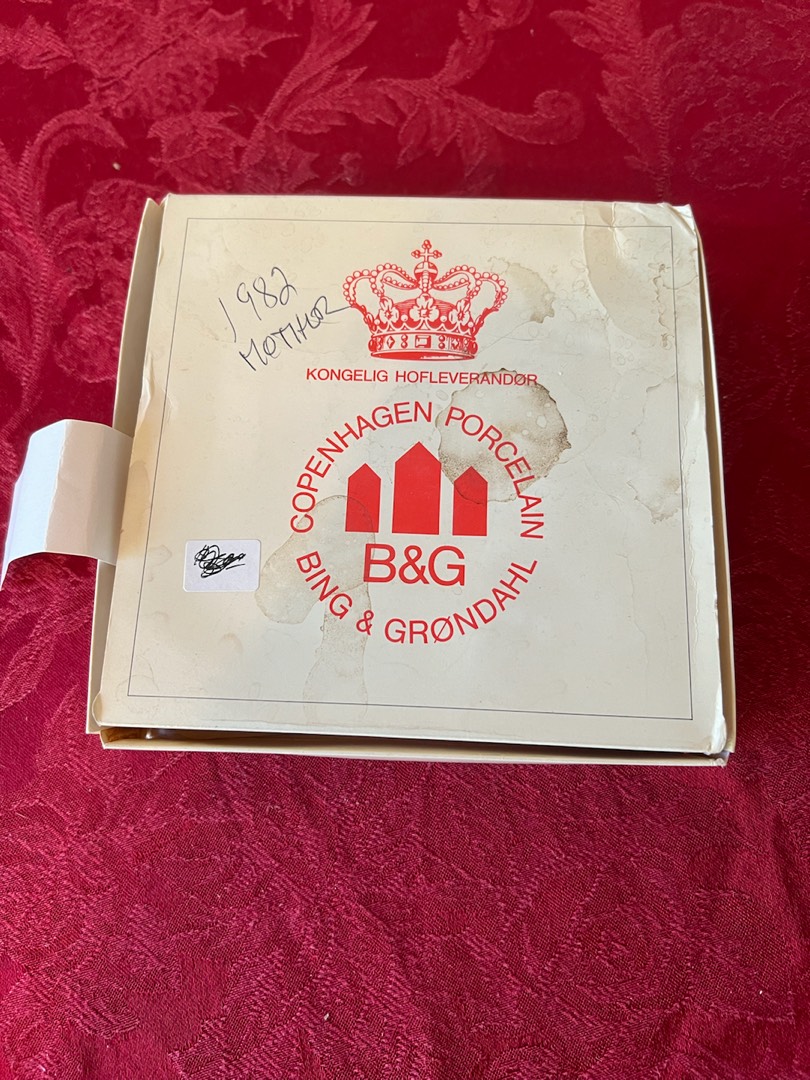 1982
MOTHER
KONGELIG HOFLEVERANDØR
COPENHAGEN PORCELAIN
B&G
BING & GRØNDAHL